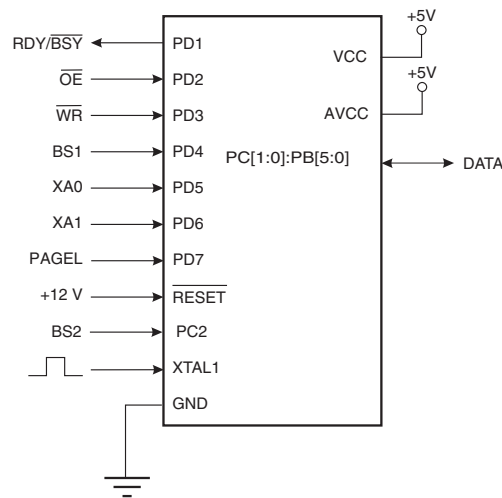 RDY/BSY PD1
OE PD2
WR PD3
BS1 PD4
XA0 PD5
XA1 PD6
PAGEL PD7
+12 V RESET
BS2 PC2
XTAL1
GND
+5V
VCC
+5V
AVCC
PC[1:0]:PB[5:0]
DATA